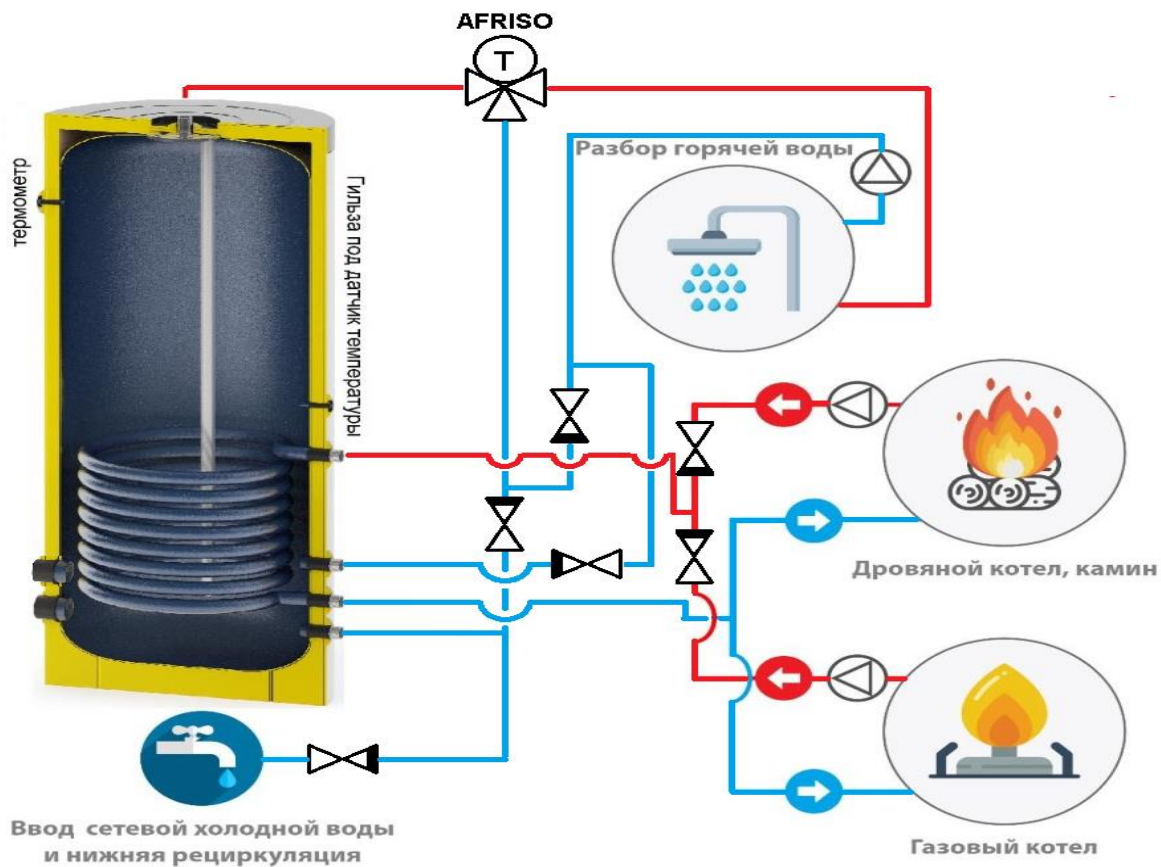 AFRISO
T
Разбор горячей воды
термометр
Гильза под датчик температуры
Дровяной котел, камин
Ввод сетевой холодной воды
и нижняя рециркуляция
Газовый котел